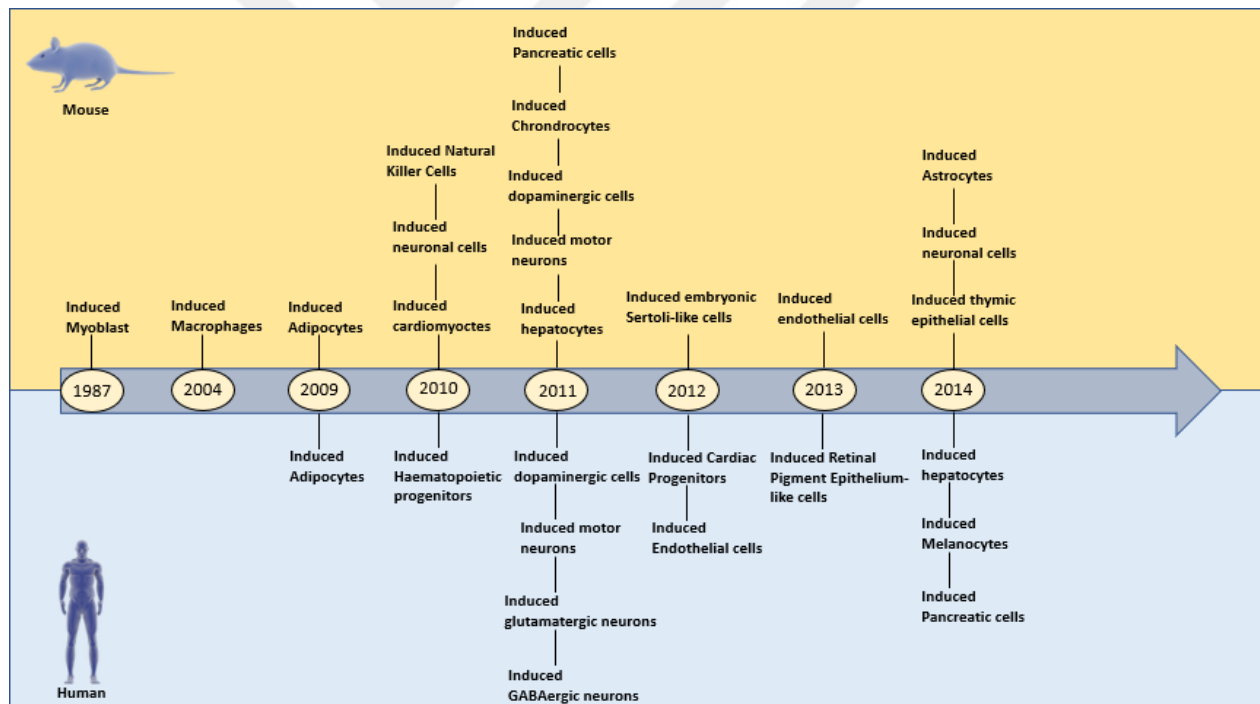 Mouse
Induced
Myoblast
Induced
Macrophages
Induced
Adipocytes
Induced Natural
Killer Cells
Induced
neuronal cells
Induced
cardiomyoctes
Induced
Pancreatic cells
Induced
Chrondrocytes
Induced
dopaminergic cells
Induced motor
neurons
Induced
hepatocytes
Induced embryonic
Sertoli-like cells
Induced
endothelial cells
Induced
Astrocytes
Induced
neuronal cells
Induced thymic
epithelial cells
1987
2004
2009
2010
2011
2012
2013
2014
Induced
Adipocytes
Induced
Haematopoietic
progenitors
Induced
dopaminergic cells
Induced motor
neurons
Induced
glutamatergic neurons
Induced
GABAergic neurons
Induced Cardiac
Progenitors
Induced
Endothelial cells
Induced Retinal
Pigment Epithelium-
like cells
Induced
hepatocytes
Induced
Melanocytes
Induced
Pancreatic cells
Human